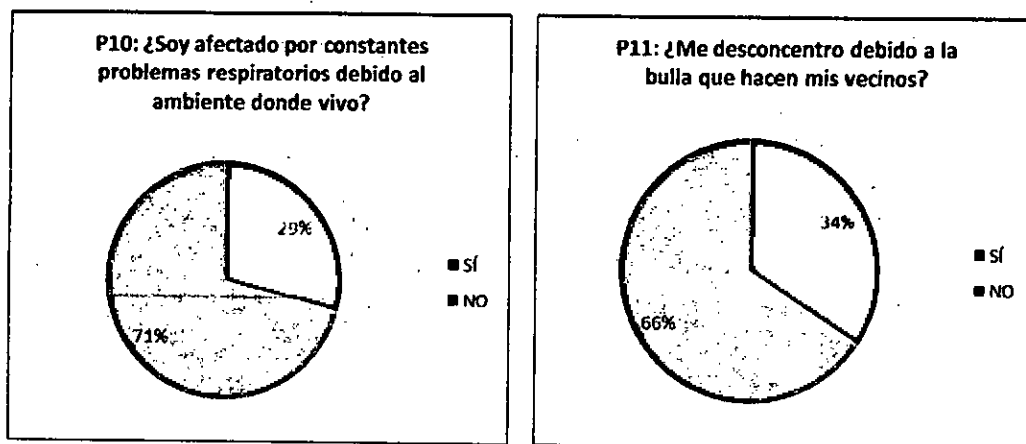 P10: ¿Soy afectado por constantes
problemas respiratorios debido al
ambiente donde vivo?
29%
71%
SÍ
NO
P11: ¿Me desconcentro debido a la
bulla que hacen mis vecinos?
34%
66%
SÍ
NO